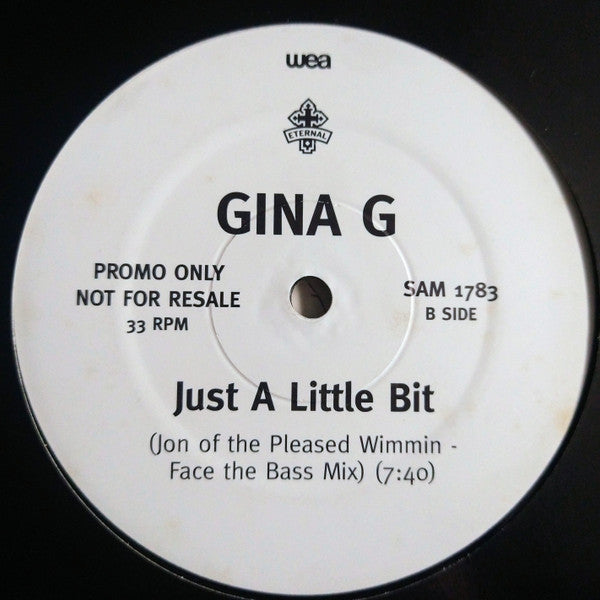 wea
ETERNAL
GINA G
PROMO ONLY
NOT FOR RESALE
33 RPM
SAM 1783
B SIDE
Just A Little Bit
(Jon of the Pleased Wimmin -
Face the Bass Mix) (7:40)